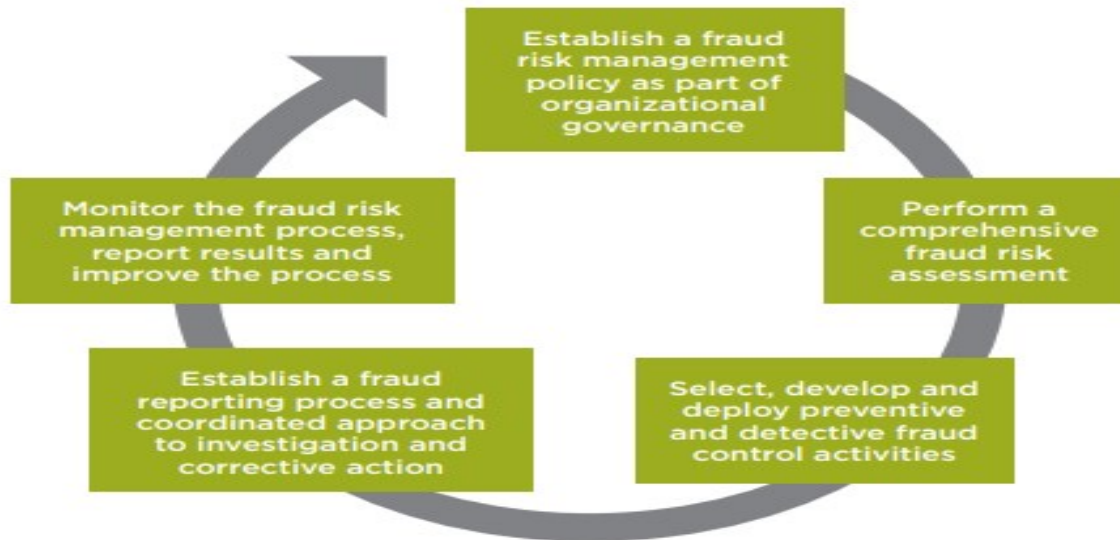 Establish a fraud
risk management
policy as part of
organizational
governance
Perform a
comprehensive
fraud risk
assessment
Select, develop and
deploy preventive
and detective fraud
control activities
Establish a fraud
reporting process and
coordinated approach
to investigation and
corrective action
Monitor the fraud risk
management process,
report results and
improve the process